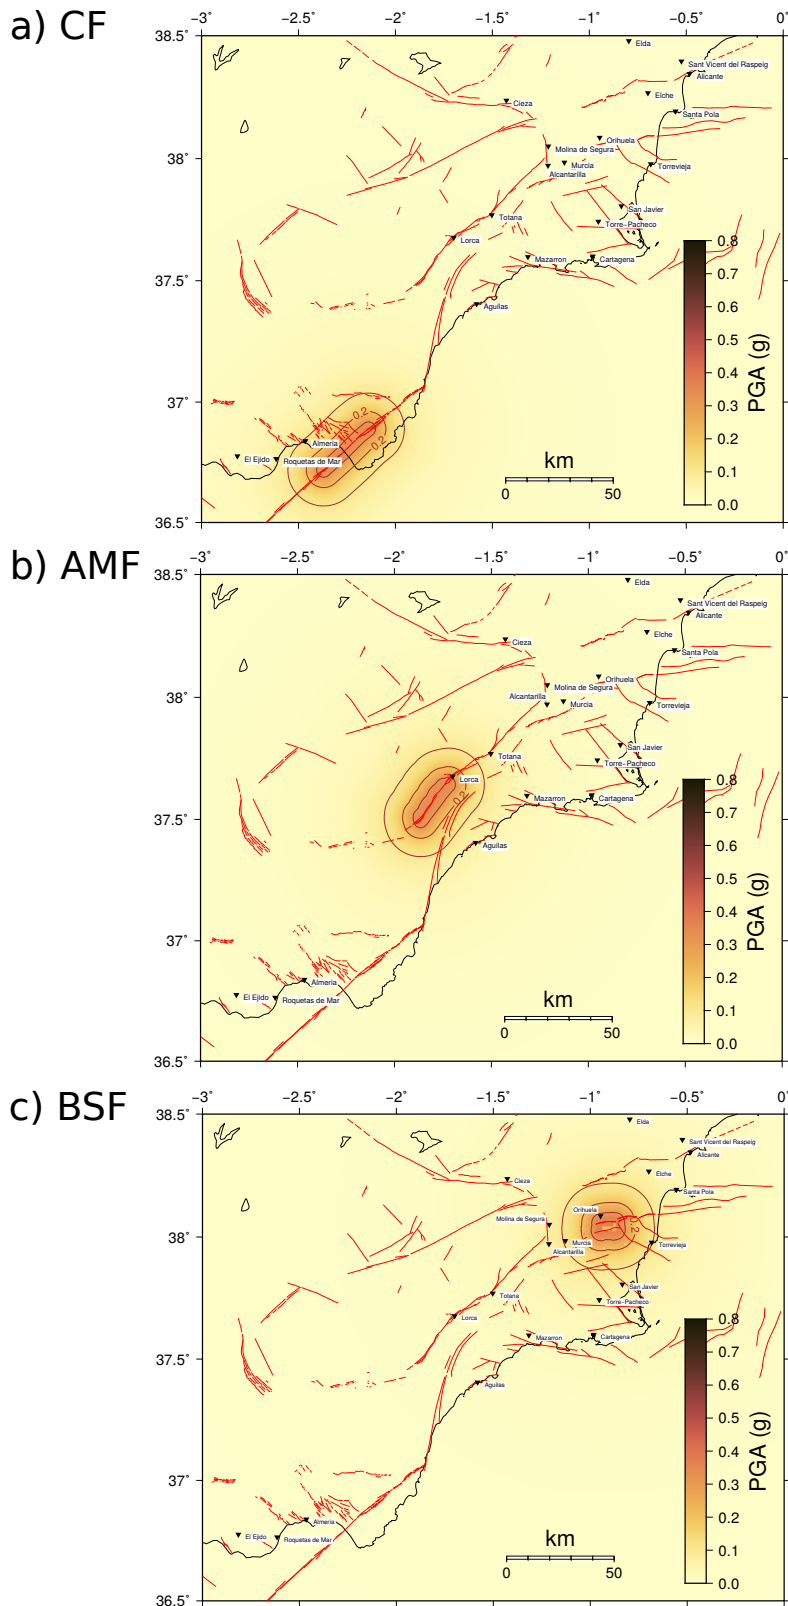 a) CF
−3° −2.5° −2° −1.5° −1° −0.5° 0°
38.5°
Elda
Sant Vicent del Raspeig
Alicante
Elche
Cieza
Santa Pola
Orihuela
Molina de Segura
38°
Murcia
Alcantarilla
Torrevieja
San Javier
Totana
Torre−Pacheco
Lorca
0.8
Mazarron
Cartagena
0.7
37.5°
0.6
Aguilas
0.5
PGA (g)
0.4
37°
0.2
0.3
Almeria
0.2
El Ejido
Roquetas de Mar
0.2
km
0.1
0 50
0.0
36.5°
b) AMF
−3° −2.5° −2° −1.5° −1° −0.5° 0°
38.5°
Elda
Sant Vicent del Raspeig
Alicante
Elche
Cieza
Santa Pola
Orihuela
Molina de Segura
38°
Alcantarilla
Murcia
Torrevieja
San Javier
Totana
Torre−Pacheco
Lorca
0.8
0.2
Mazarron
Cartagena
0.7
37.5°
0.6
Aguilas
0.5
PGA (g)
0.4
37°
0.3
Almeria
El Ejido
Roquetas de Mar
0.2
km
0.1
0 50
0.0
36.5°
c) BSF
−3° −2.5° −2° −1.5° −1° −0.5° 0°
38.5°
Elda
Sant Vicent del Raspeig
Alicante
Elche
Cieza
Santa Pola
Orihuela
Molina de Segura
0.2
38°
Murcia
Alcantarilla
Torrevieja
San Javier
Totana
Torre−Pacheco
Lorca
0.8
Mazarron
Cartagena
0.7
37.5°
0.6
Aguilas
0.5
PGA (g)
0.4
37°
0.3
Almeria
El Ejido
Roquetas de Mar
0.2
km
0.1
0 50
0.0
36.5°